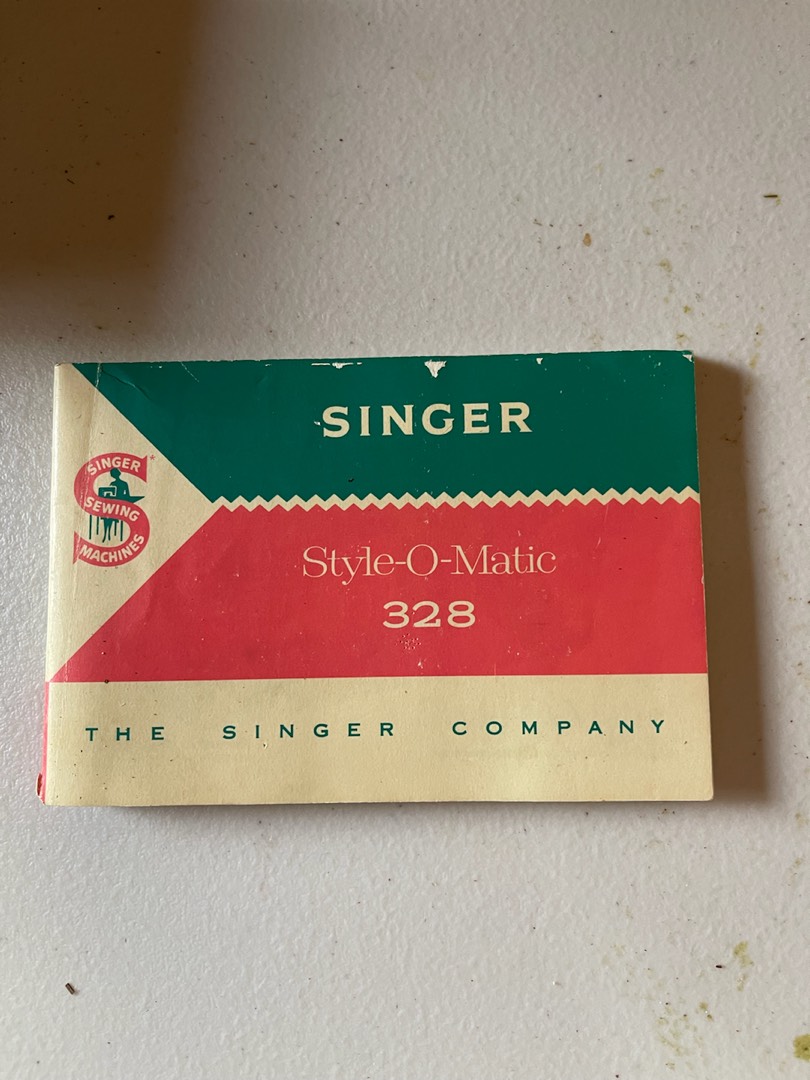 SINGER
SINGER
SEWING
MACHINES
Style-O-Matic
328
THE SINGER COMPANY